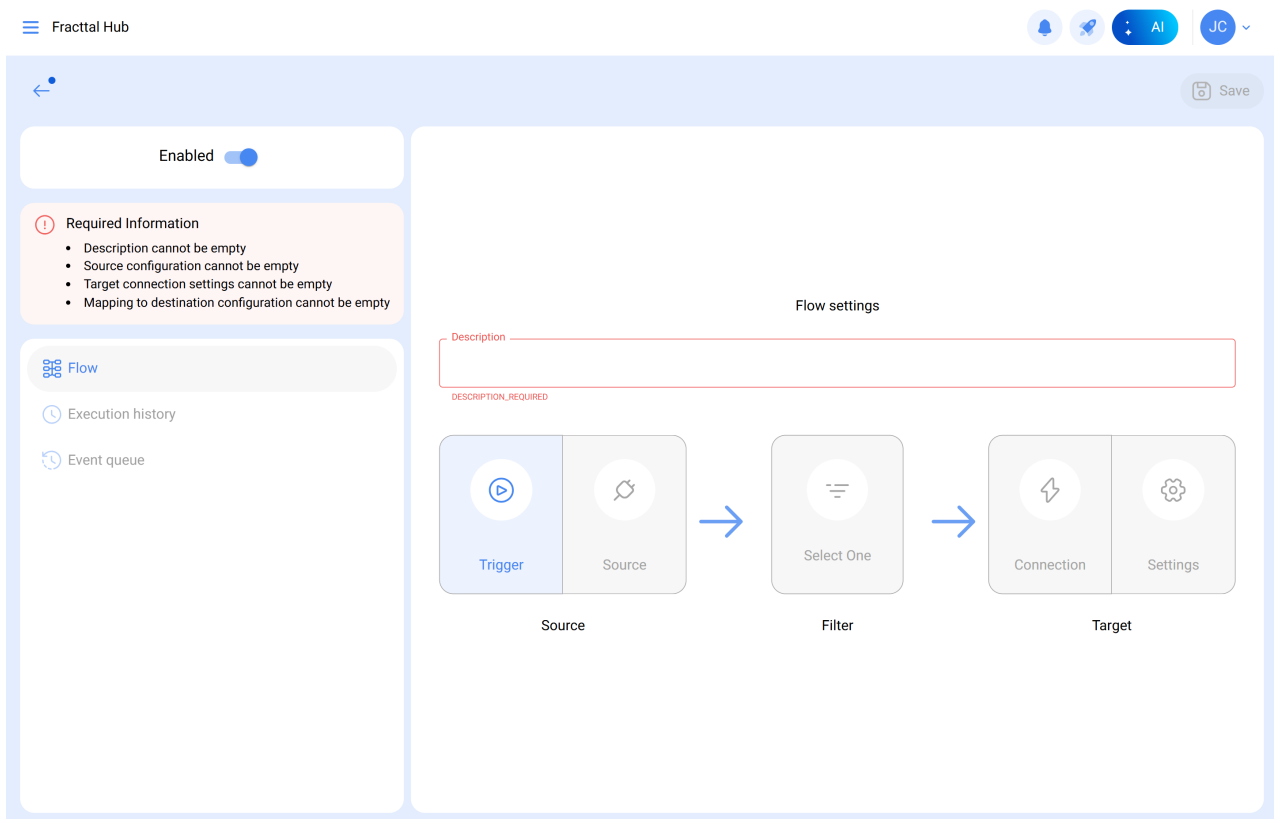 Fracttal Hub
AI
JC
Save
Enabled
Required Information
• Description cannot be empty
• Source configuration cannot be empty
• Target connection settings cannot be empty
• Mapping to destination configuration cannot be empty
Flow
Execution history
Event queue
Flow settings
Description
DESCRIPTION_REQUIRED
Trigger
Source
Select One
Connection
Settings
Source
Filter
Target